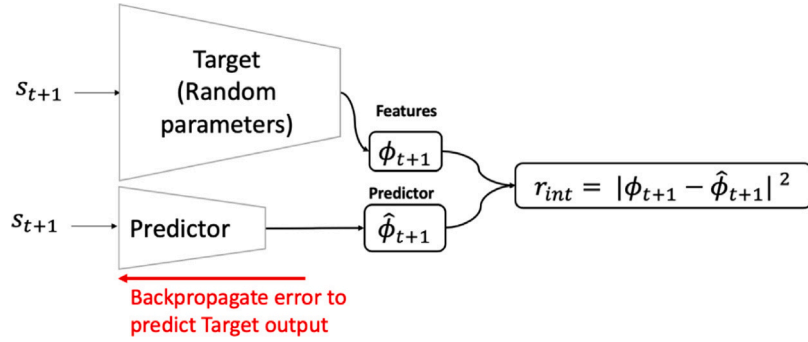 Target
(Random
parameters)
s_{t+1}
Features
ϕ_{t+1}
r_{int} = |ϕ_{t+1} − ϕ̂_{t+1}|²
Predictor
s_{t+1}
Predictor
ϕ̂_{t+1}
Backpropagate error to
predict Target output